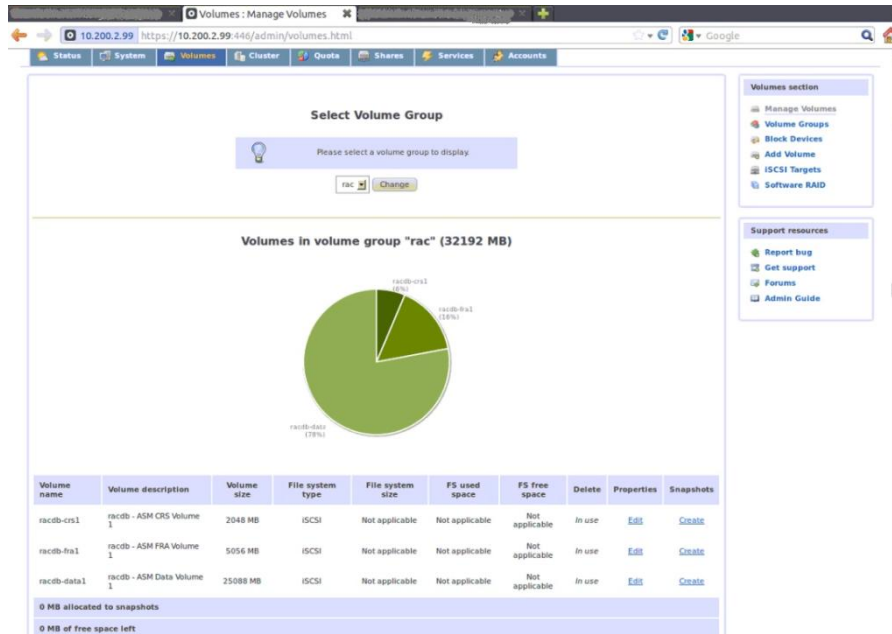 Volumes : Manage Volumes
10.200.2.99 https://10.200.2.99:446/admin/volumes.html
Google
Status System Volumes Cluster Quota Shares Services Accounts
Select Volume Group
Please select a volume group to display.
rac Change
Volumes in volume group "rac" (32192 MB)
racdb-crs1
(6%)
racdb-fra1
(16%)
racdb-data
(78%)
Volume name Volume description Volume size File system type File system size FS used space FS free space Delete Properties Snapshots
racdb-crs1 racdb - ASM CRS Volume 1 2048 MB iSCSI Not applicable Not applicable Not applicable In use Edit Create
racdb-fra1 racdb - ASM FRA Volume 1 5056 MB iSCSI Not applicable Not applicable Not applicable In use Edit Create
racdb-data1 racdb - ASM Data Volume 1 25088 MB iSCSI Not applicable Not applicable Not applicable In use Edit Create
0 MB allocated to snapshots
0 MB of free space left
Volumes section
Manage Volumes
Volume Groups
Block Devices
Add Volume
iSCSI Targets
Software RAID
Support resources
Report bug
Get support
Forums
Admin Guide